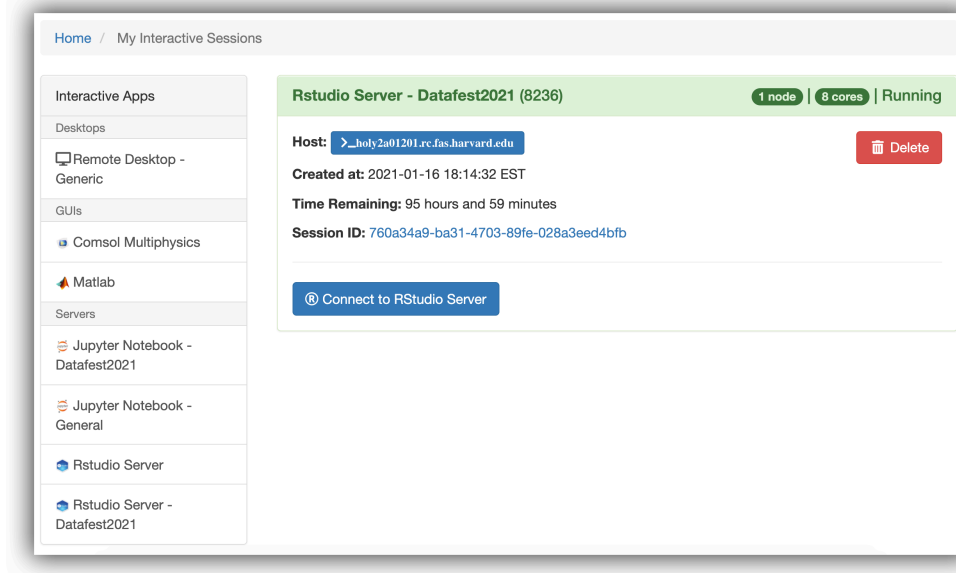 Home / My Interactive Sessions
Interactive Apps
Desktops
Remote Desktop -
Generic
GUIs
Comsol Multiphysics
Matlab
Servers
Jupyter Notebook -
Datafest2021
Jupyter Notebook -
General
Rstudio Server
Rstudio Server -
Datafest2021
Rstudio Server - Datafest2021 (8236)
1 node | 8 cores | Running
Host: >_holy2a01201.rc.fas.harvard.edu
Delete
Created at: 2021-01-16 18:14:32 EST
Time Remaining: 95 hours and 59 minutes
Session ID: 760a34a9-ba31-4703-89fe-028a3eed4bfb
® Connect to RStudio Server